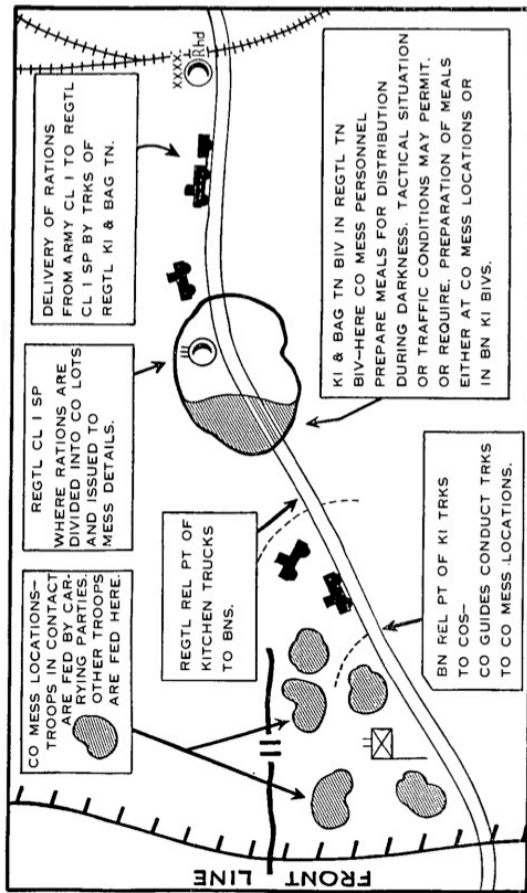 CO MESS LOCATIONS—
TROOPS IN CONTACT
ARE FED BY CAR-
RYING PARTIES.
OTHER TROOPS
ARE FED HERE.
REGTL CL I SP
WHERE RATIONS ARE
DIVIDED INTO CO LOTS
AND ISSUED TO
MESS DETAILS.
DELIVERY OF RATIONS
FROM ARMY CL I TO REGTL
CL I SP BY TRKS OF
REGTL KI & BAG TN.
XXXX
Rhd
REGTL REL PT OF
KITCHEN TRUCKS
TO BNS.
FRONT LINE
BN REL PT OF KI TRKS
TO COS—
CO GUIDES CONDUCT TRKS
TO CO MESS LOCATIONS.
KI & BAG TN BIV IN REGTL TN
BIV—HERE CO MESS PERSONNEL
PREPARE MEALS FOR DISTRIBUTION
DURING DARKNESS. TACTICAL SITUATION
OR TRAFFIC CONDITIONS MAY PERMIT,
OR REQUIRE, PREPARATION OF MEALS
EITHER AT CO MESS LOCATIONS OR
IN BN KI BIVS.